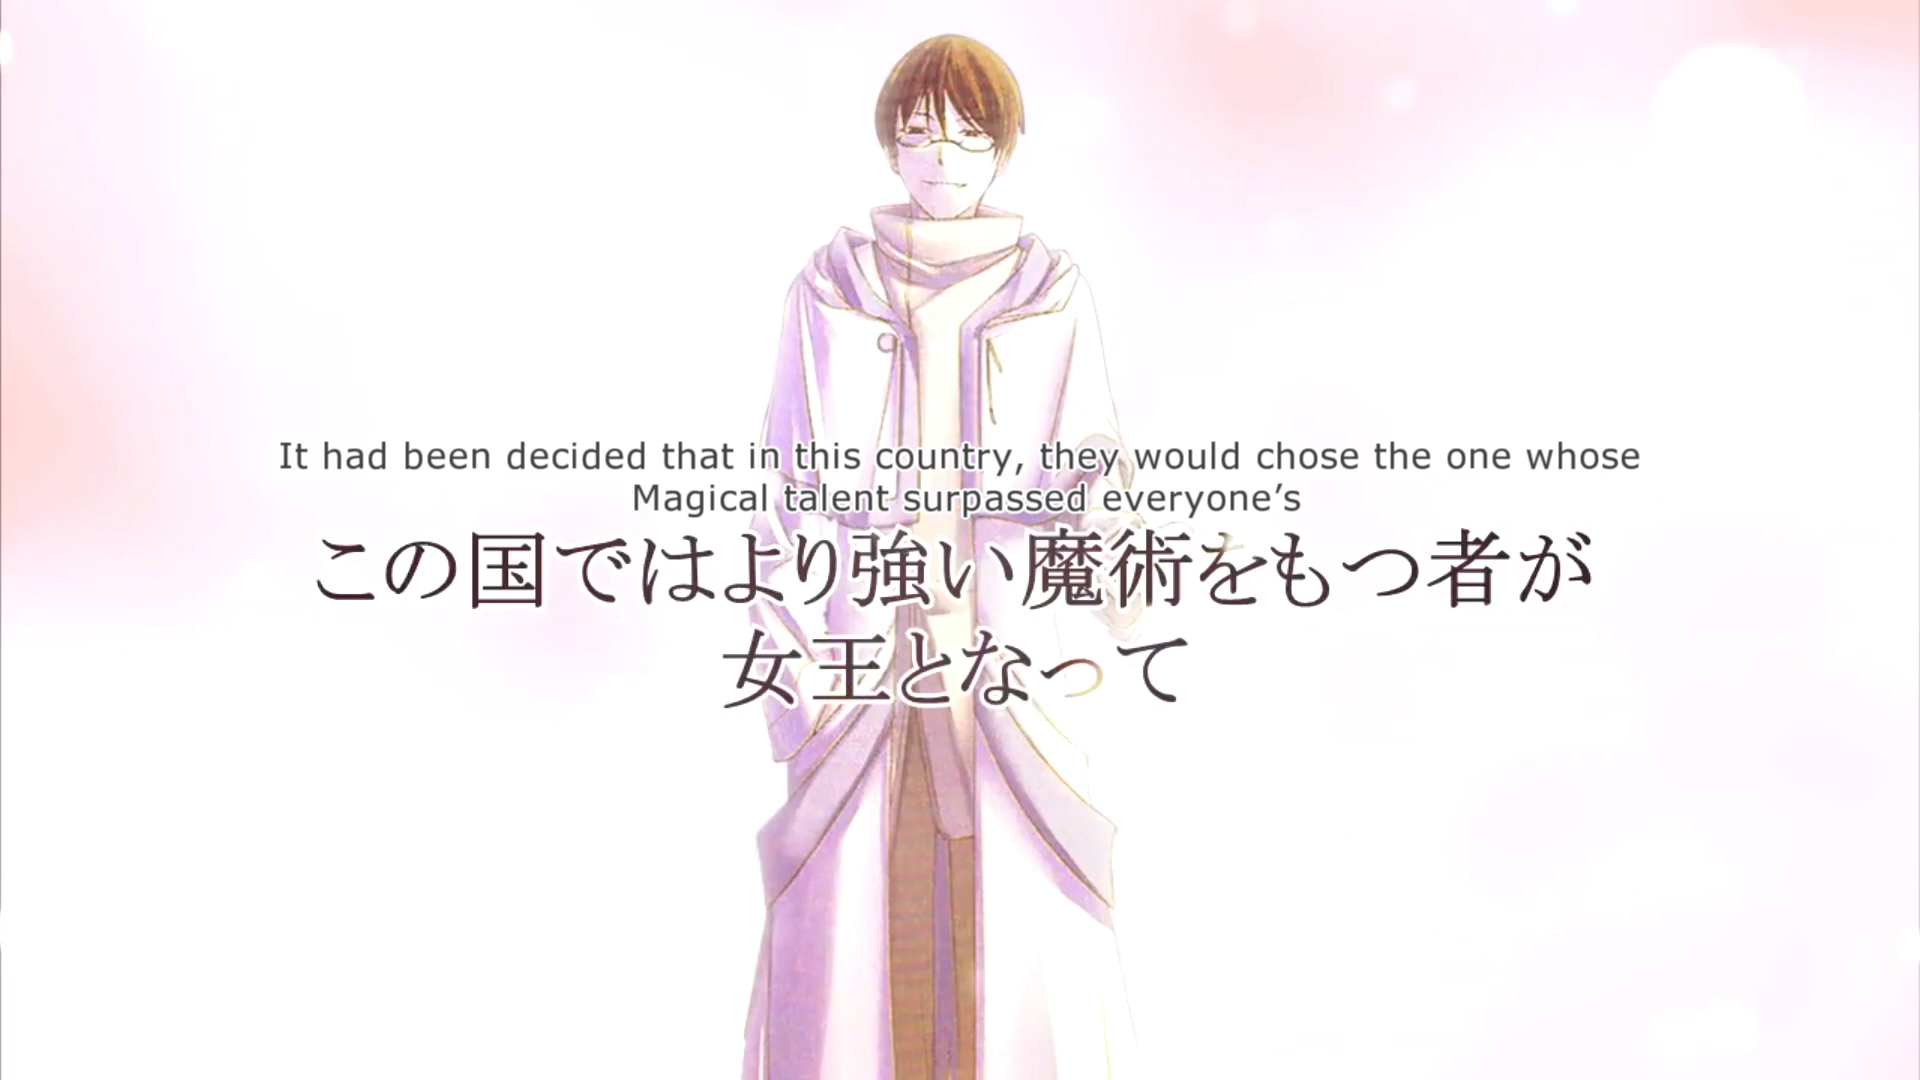 It had been decided that in this country, they would chose the one whose
Magical talent surpassed everyone’s
この国ではより強い魔術をもつ者が
女王となって